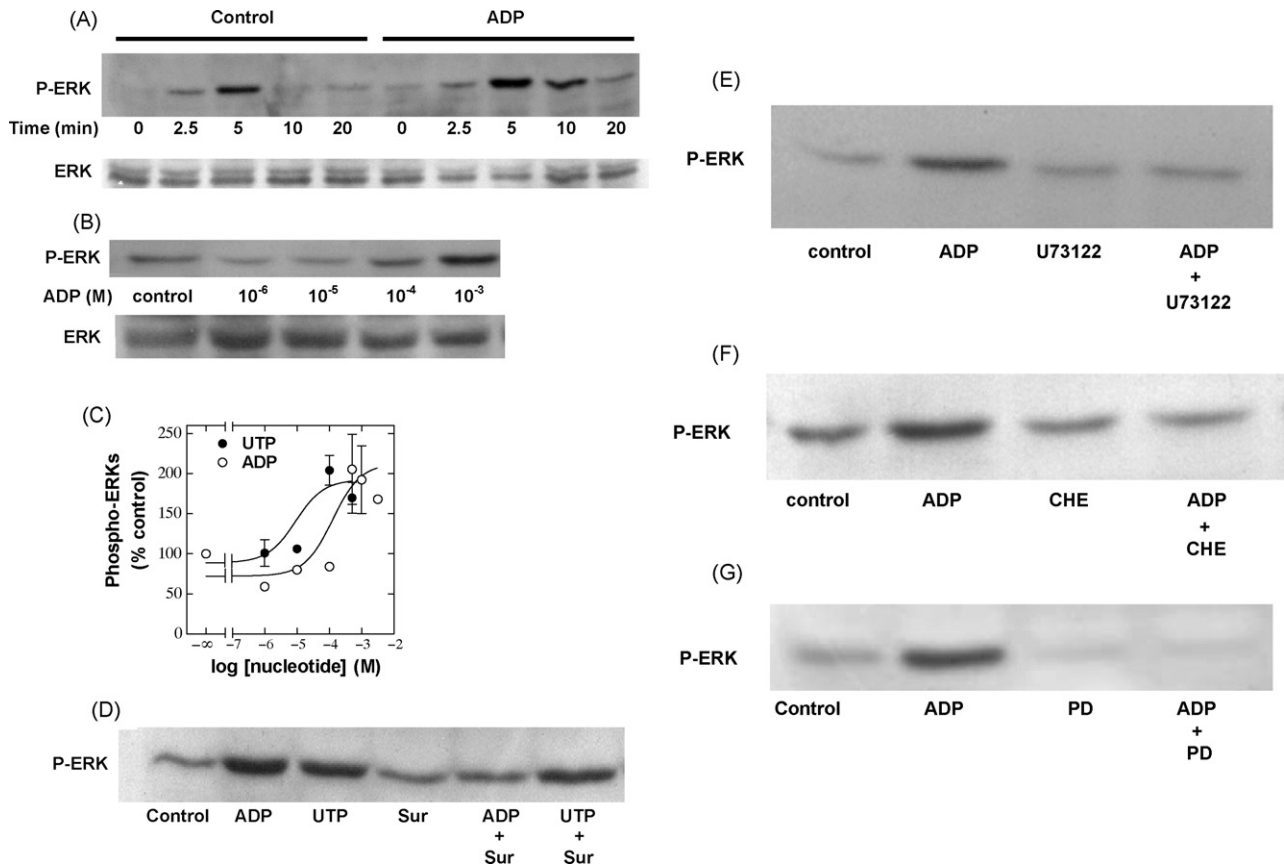 (A)
Control ADP
P-ERK
Time (min) 0 2.5 5 10 20 0 2.5 5 10 20
ERK
(B)
P-ERK
ADP (M) control 10⁻⁶ 10⁻⁵ 10⁻⁴ 10⁻³
ERK
(C)
Phospho-ERKs
(% control)
250
200
150
100
50
0
UTP
ADP
−∞ −7 −6 −5 −4 −3 −2
log [nucleotide] (M)
(D)
P-ERK
Control ADP UTP Sur ADP + Sur UTP + Sur
(E)
P-ERK
control ADP U73122 ADP + U73122
(F)
P-ERK
control ADP CHE ADP + CHE
(G)
P-ERK
Control ADP PD ADP + PD